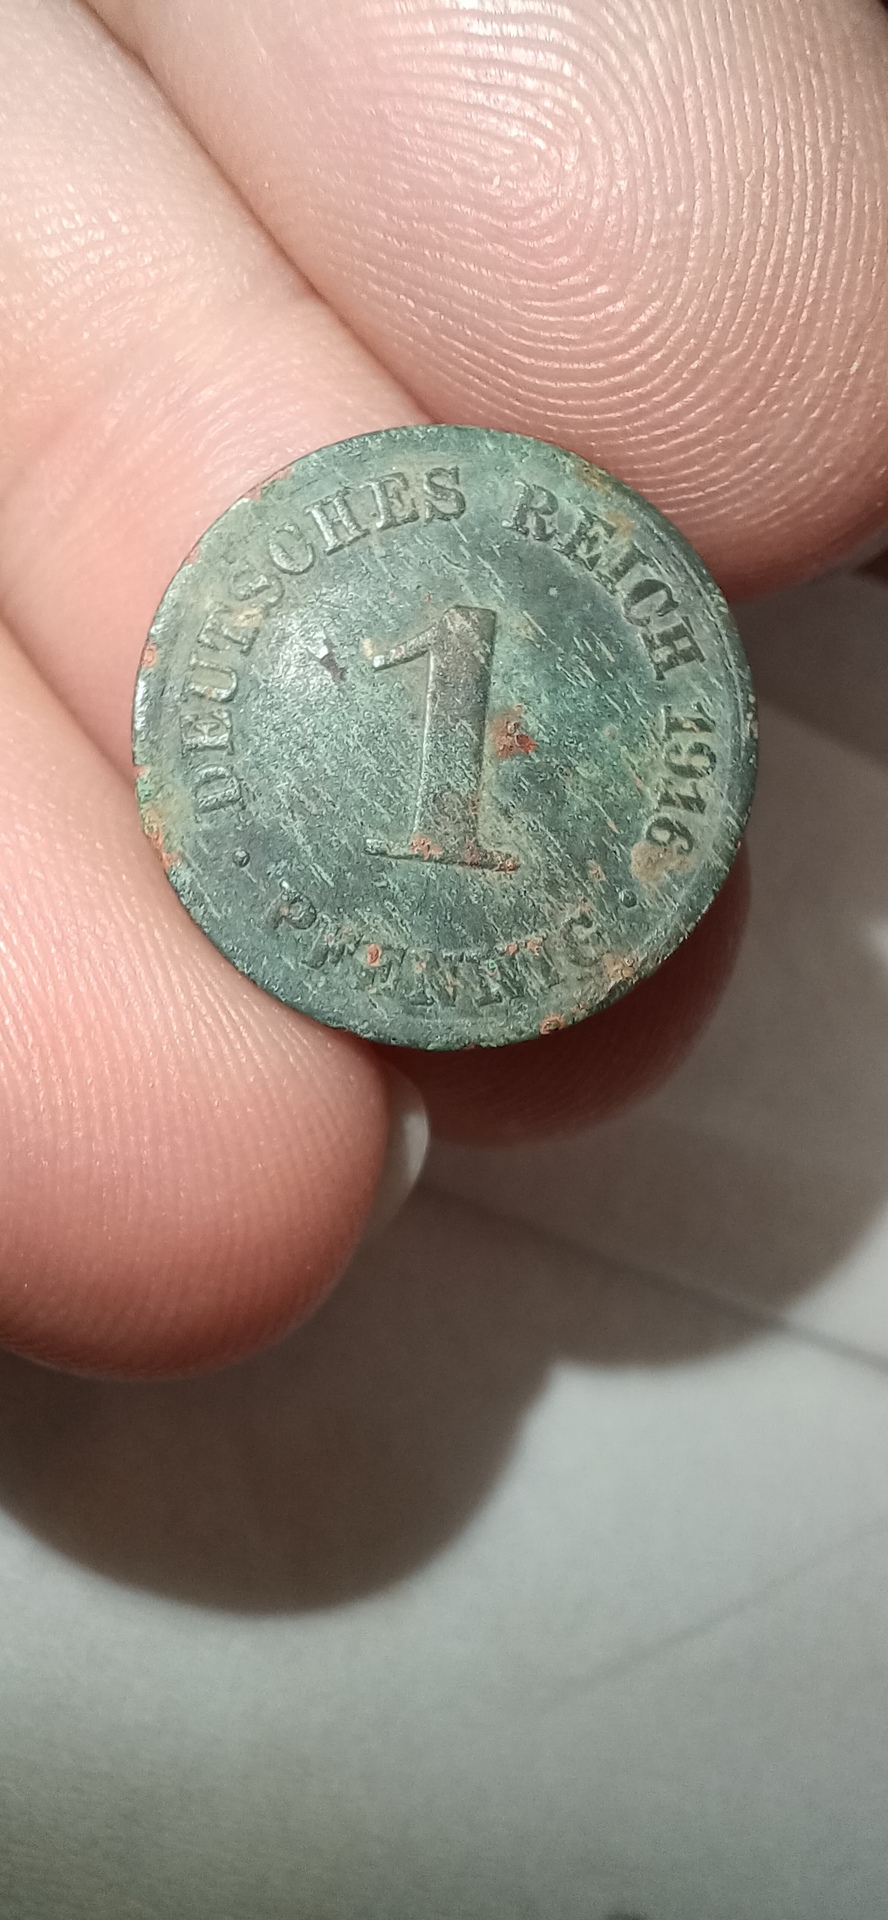 DEUTSCHES REICH 1916
1
· PFENNIG ·